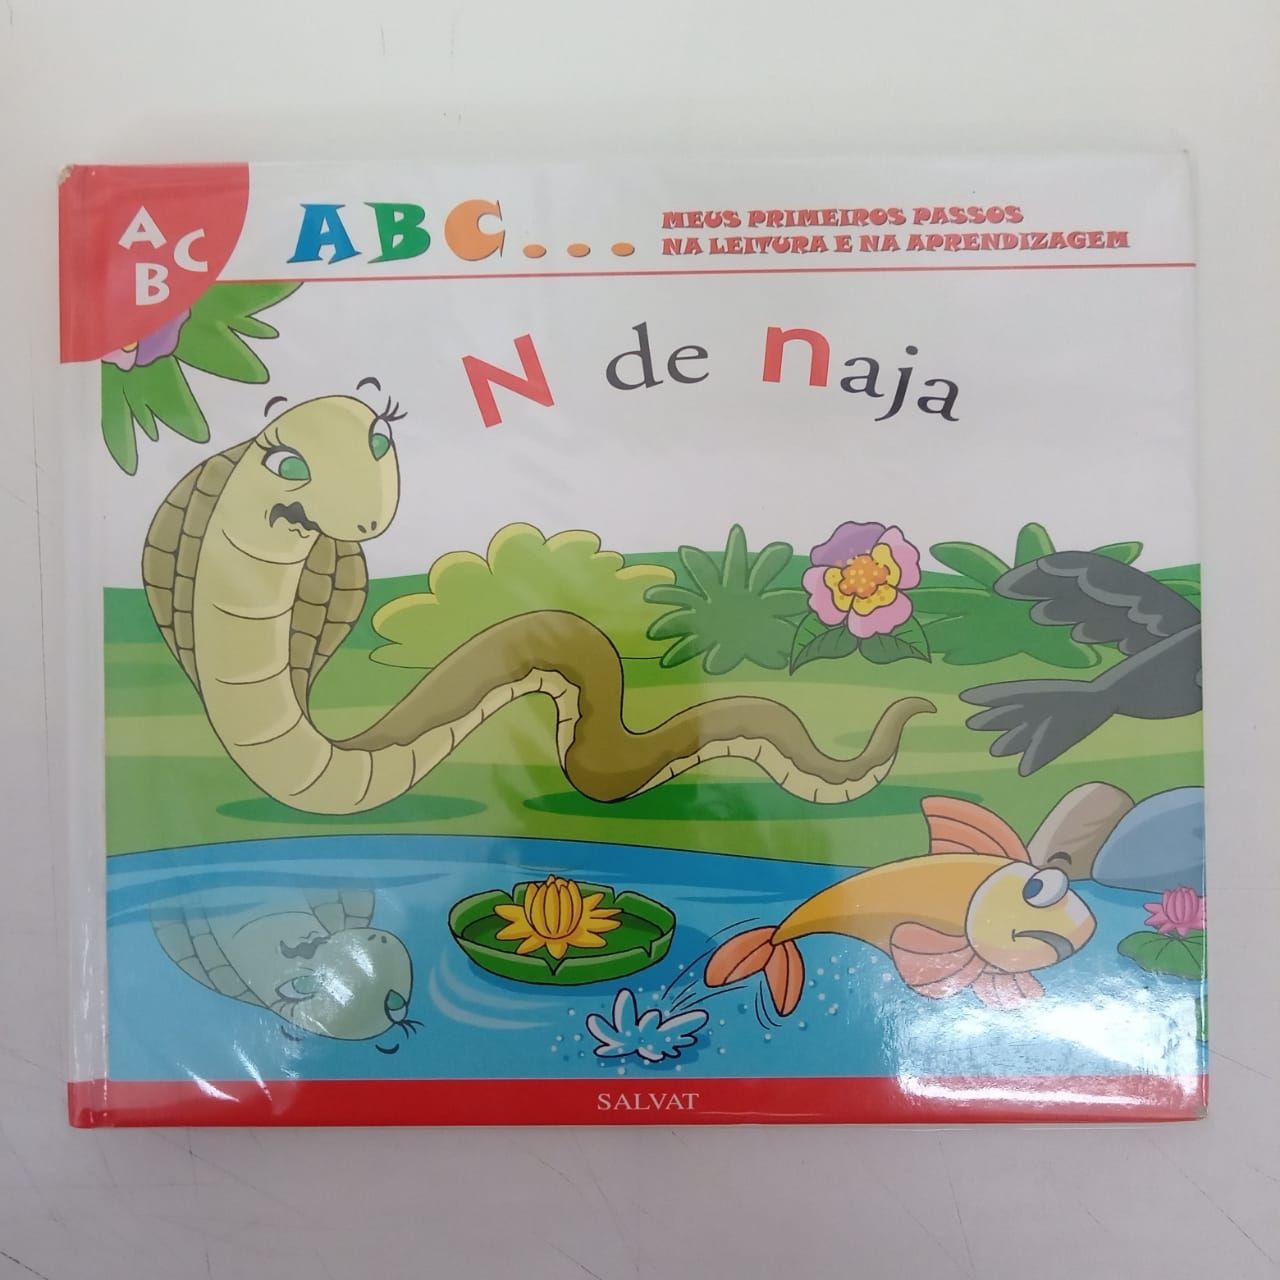 A
B C
ABC...
MEUS PRIMEIROS PASSOS
NA LEITURA E NA APRENDIZAGEM
N de naja
SALVAT